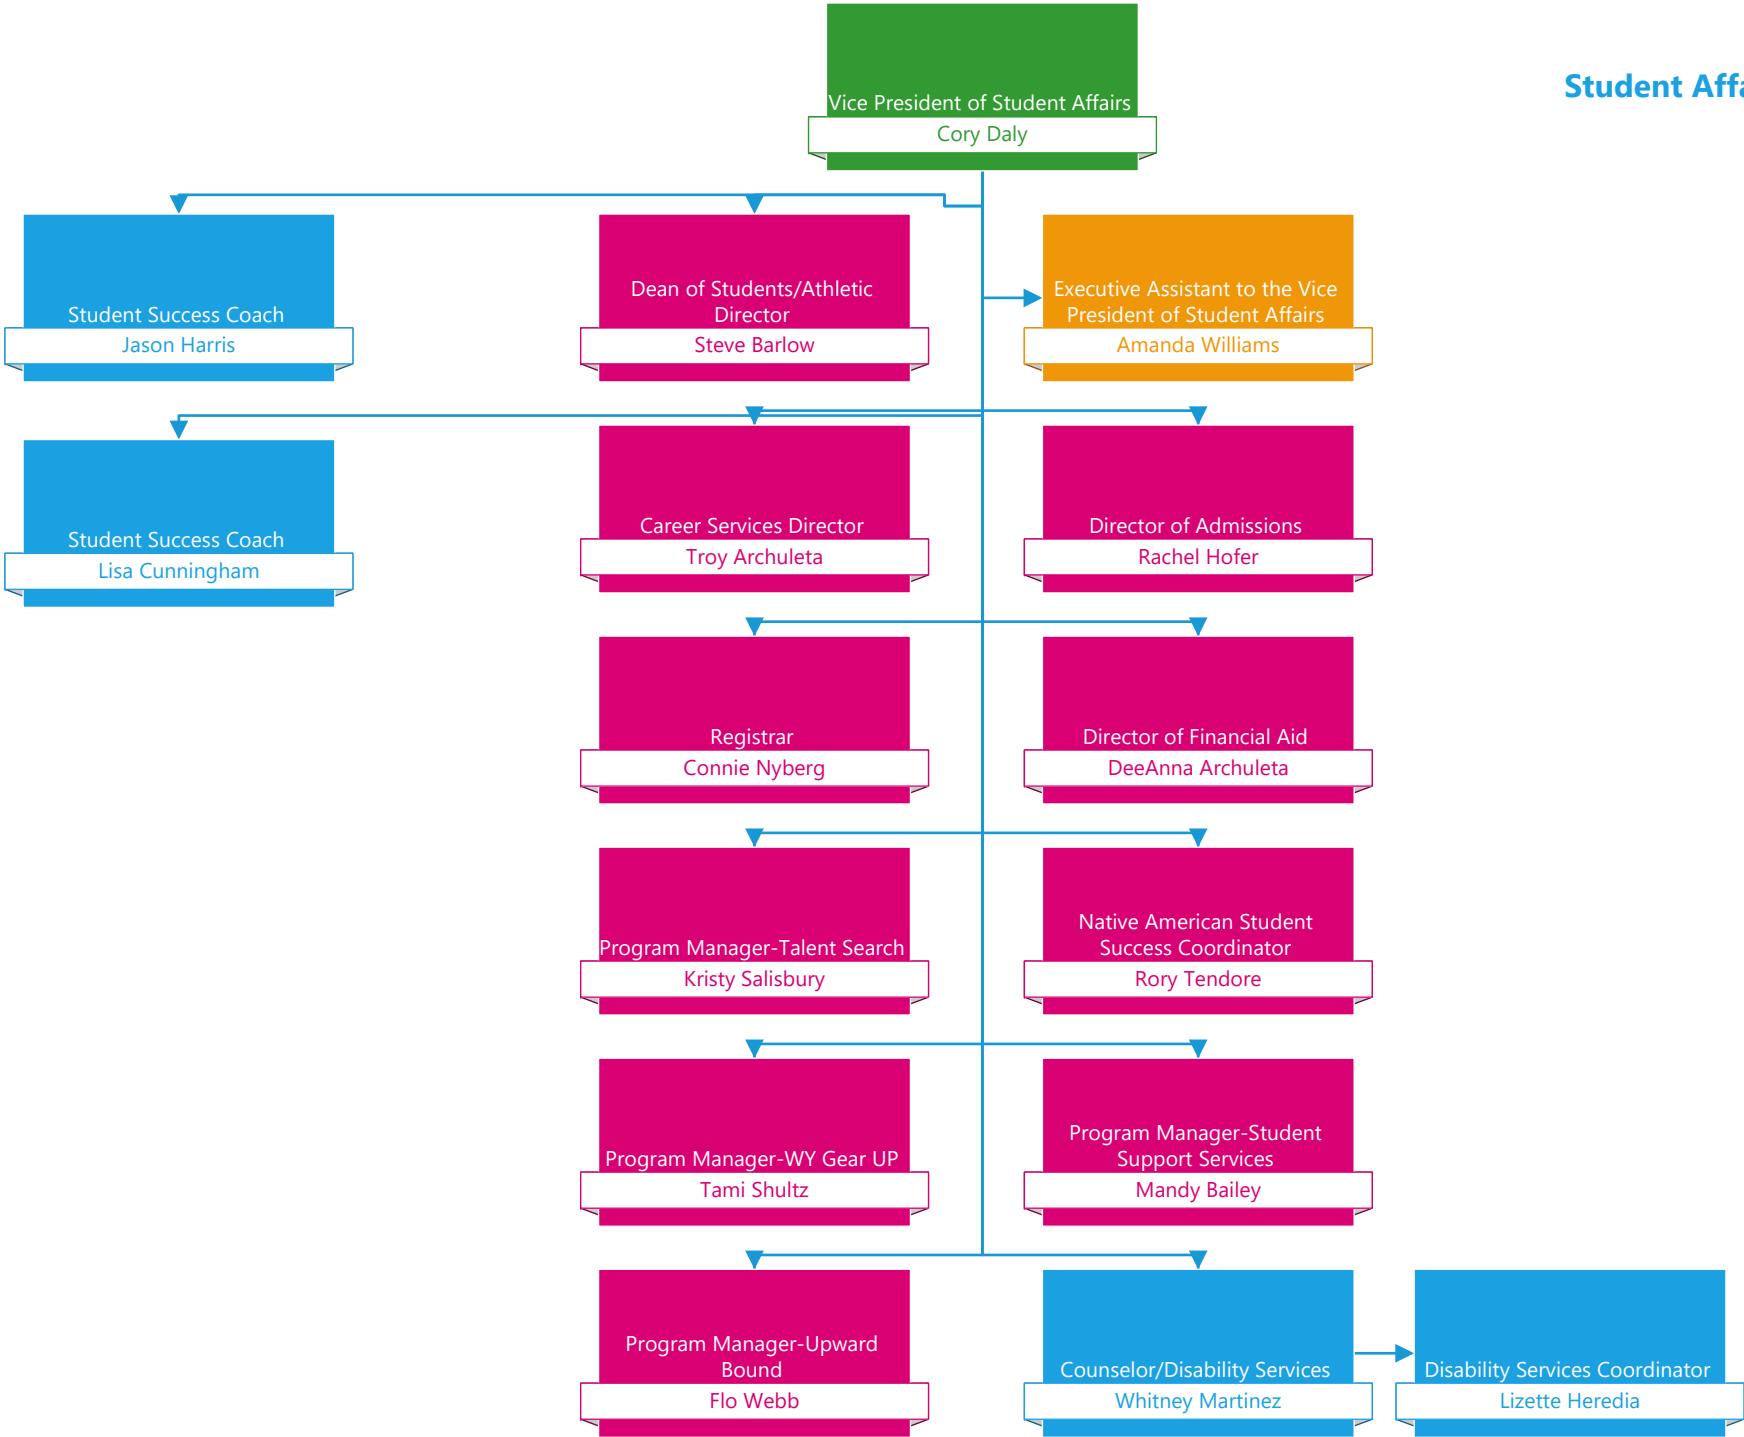 Vice President of Student Affairs
Cory Daly
Student
Student Success Coach
Jason Harris
Dean of Students/Athletic
Director
Steve Barlow
Executive Assistant to the Vice
President of Student Affairs
Amanda Williams
Student Success Coach
Lisa Cunningham
Career Services Director
Troy Archuleta
Director of Admissions
Rachel Hofer
Registrar
Connie Nyberg
Director of Financial Aid
DeeAnna Archuleta
Program Manager-Talent Search
Kristy Salisbury
Native American Student
Success Coordinator
Rory Tendore
Program Manager-WY Gear UP
Tami Shultz
Program Manager-Student
Support Services
Mandy Bailey
Program Manager-Upward
Bound
Flo Webb
Counselor/Disability Services
Whitney Martinez
Disability Services Coordinator
Lizette Heredia